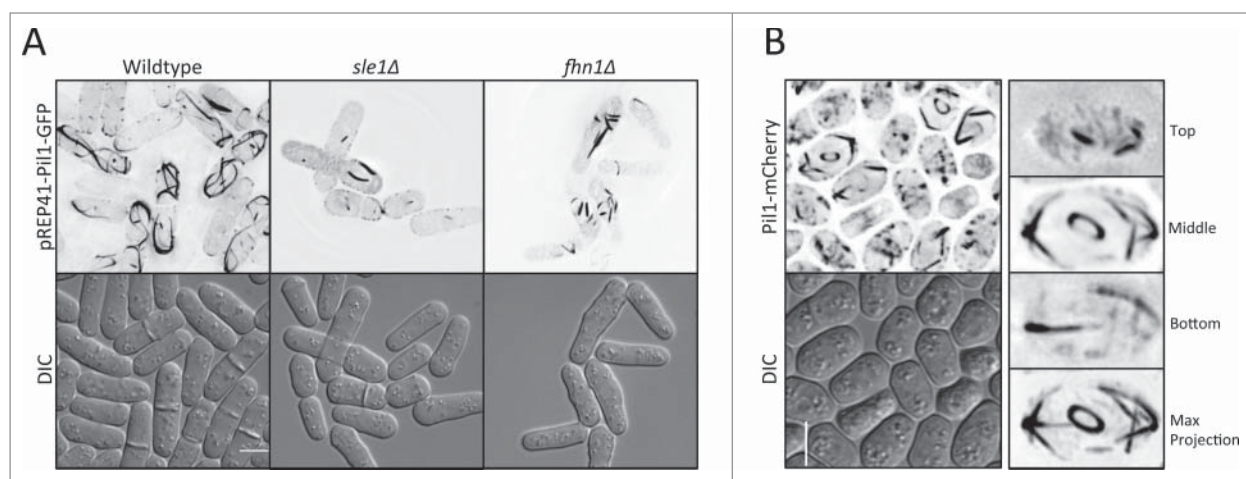 A
Wildtype
sle1Δ
fhn1Δ
pREP41-Pil1-GFP
DIC
B
Pil1-mCherry
DIC
Top
Middle
Bottom
Max
Projection